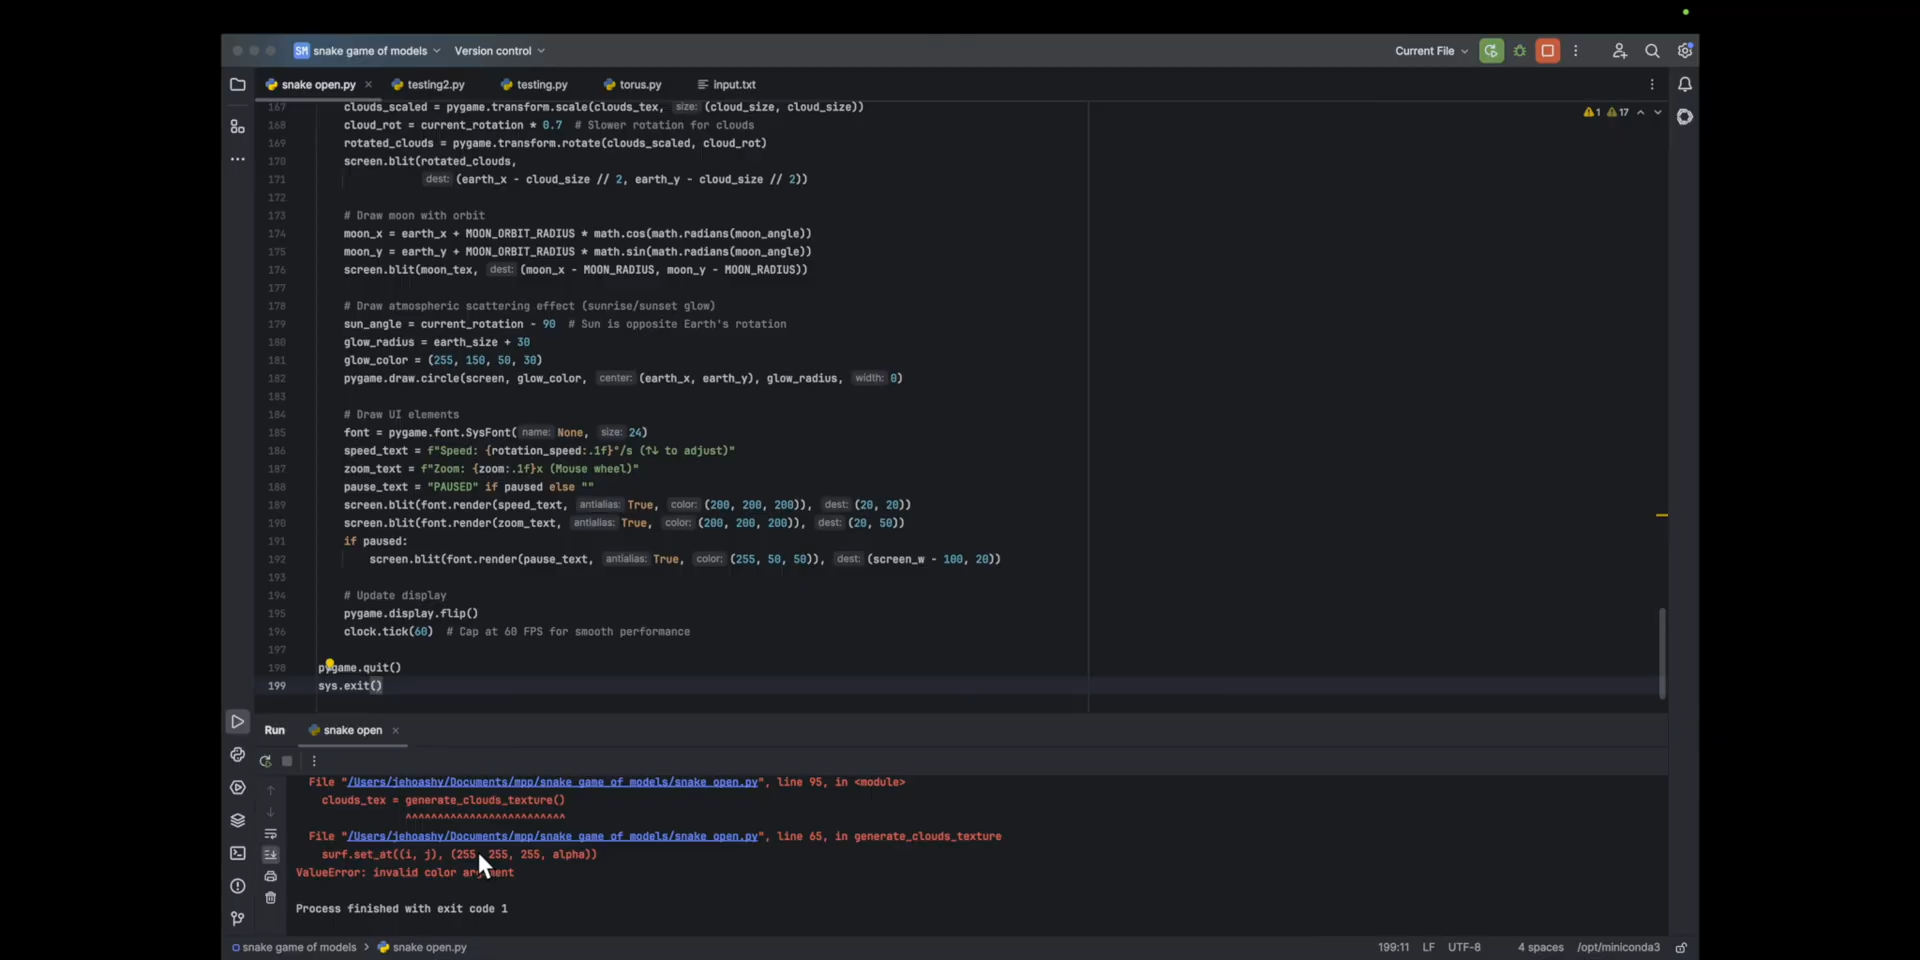 SM snake game of models Version control Current File
snake open.py testing2.py testing.py torus.py input.txt
167 clouds_scaled = pygame.transform.scale(clouds_tex, size: (cloud_size, cloud_size)) 1 17
168 cloud_rot = current_rotation * 0.7 # Slower rotation for clouds
169 rotated_clouds = pygame.transform.rotate(clouds_scaled, cloud_rot)
170 screen.blit(rotated_clouds,
171 dest: (earth_x - cloud_size // 2, earth_y - cloud_size // 2))
172
173 # Draw moon with orbit
174 moon_x = earth_x + MOON_ORBIT_RADIUS * math.cos(math.radians(moon_angle))
175 moon_y = earth_y + MOON_ORBIT_RADIUS * math.sin(math.radians(moon_angle))
176 screen.blit(moon_tex, dest: (moon_x - MOON_RADIUS, moon_y - MOON_RADIUS))
177
178 # Draw atmospheric scattering effect (sunrise/sunset glow)
179 sun_angle = current_rotation - 90 # Sun is opposite Earth's rotation
180 glow_radius = earth_size + 30
181 glow_color = (255, 150, 50, 30)
182 pygame.draw.circle(screen, glow_color, center: (earth_x, earth_y), glow_radius, width: 0)
183
184 # Draw UI elements
185 font = pygame.font.SysFont( name: None, size: 24)
186 speed_text = f"Speed: {rotation_speed:.1f}°/s (↑↓ to adjust)"
187 zoom_text = f"Zoom: {zoom:.1f}x (Mouse wheel)"
188 pause_text = "PAUSED" if paused else ""
189 screen.blit(font.render(speed_text, antialias: True, color: (200, 200, 200)), dest: (20, 20))
190 screen.blit(font.render(zoom_text, antialias: True, color: (200, 200, 200)), dest: (20, 50))
191 if paused:
192 screen.blit(font.render(pause_text, antialias: True, color: (255, 50, 50)), dest: (screen_w - 100, 20))
193
194 # Update display
195 pygame.display.flip()
196 clock.tick(60) # Cap at 60 FPS for smooth performance
197
198 pygame.quit()
199 sys.exit()
Run snake open
File "/Users/jehoashy/Documents/mpp/snake game of models/snake open.py", line 95, in <module>
clouds_tex = generate_clouds_texture()
^^^^^^^^^^^^^^^^^^^^^^^^^
File "/Users/jehoashy/Documents/mpp/snake game of models/snake open.py", line 65, in generate_clouds_texture
surf.set_at((i, j), (255, 255, 255, alpha))
ValueError: invalid color argument
Process finished with exit code 1
snake game of models > snake open.py 199:11 LF UTF-8 4 spaces /opt/miniconda3